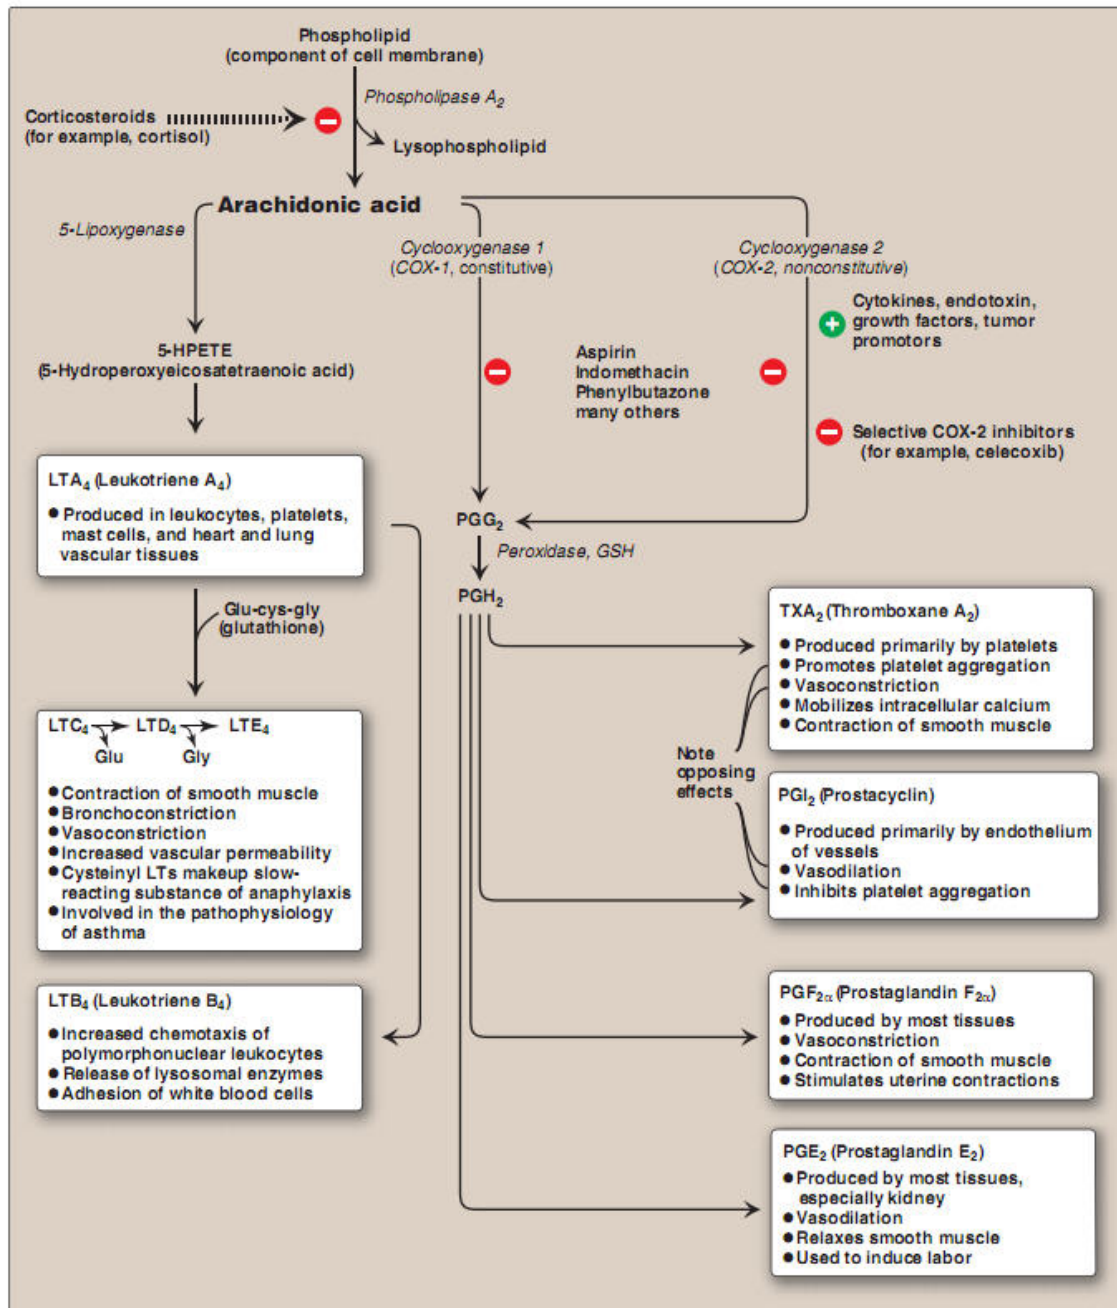 Phospholipid
(component of cell membrane)
Phospholipase A₂
Corticosteroids
(for example, cortisol)
Lysophospholipid
Arachidonic acid
5-Lipoxygenase
Cyclooxygenase 1
(COX-1, constitutive)
Cyclooxygenase 2
(COX-2, nonconstitutive)
Cytokines, endotoxin,
growth factors, tumor
promotors
5-HPETE
(5-Hydroperoxyeicosatetraenoic acid)
Aspirin
Indomethacin
Phenylbutazone
many others
Selective COX-2 inhibitors
(for example, celecoxib)
LTA₄ (Leukotriene A₄)
● Produced in leukocytes, platelets,
mast cells, and heart and lung
vascular tissues
PGG₂
Peroxidase, GSH
PGH₂
Glu-cys-gly
(glutathione)
LTC₄ LTD₄ LTE₄
Glu Gly
● Contraction of smooth muscle
● Bronchoconstriction
● Vasoconstriction
● Increased vascular permeability
● Cysteinyl LTs makeup slow-
reacting substance of anaphylaxis
● Involved in the pathophysiology
of asthma
LTB₄ (Leukotriene B₄)
● Increased chemotaxis of
polymorphonuclear leukocytes
● Release of lysosomal enzymes
● Adhesion of white blood cells
TXA₂ (Thromboxane A₂)
● Produced primarily by platelets
● Promotes platelet aggregation
● Vasoconstriction
● Mobilizes intracellular calcium
● Contraction of smooth muscle
Note
opposing
effects
PGI₂ (Prostacyclin)
● Produced primarily by endothelium
of vessels
● Vasodilation
● Inhibits platelet aggregation
PGF₂α (Prostaglandin F₂α)
● Produced by most tissues
● Vasoconstriction
● Contraction of smooth muscle
● Stimulates uterine contractions
PGE₂ (Prostaglandin E₂)
● Produced by most tissues,
especially kidney
● Vasodilation
● Relaxes smooth muscle
● Used to induce labor